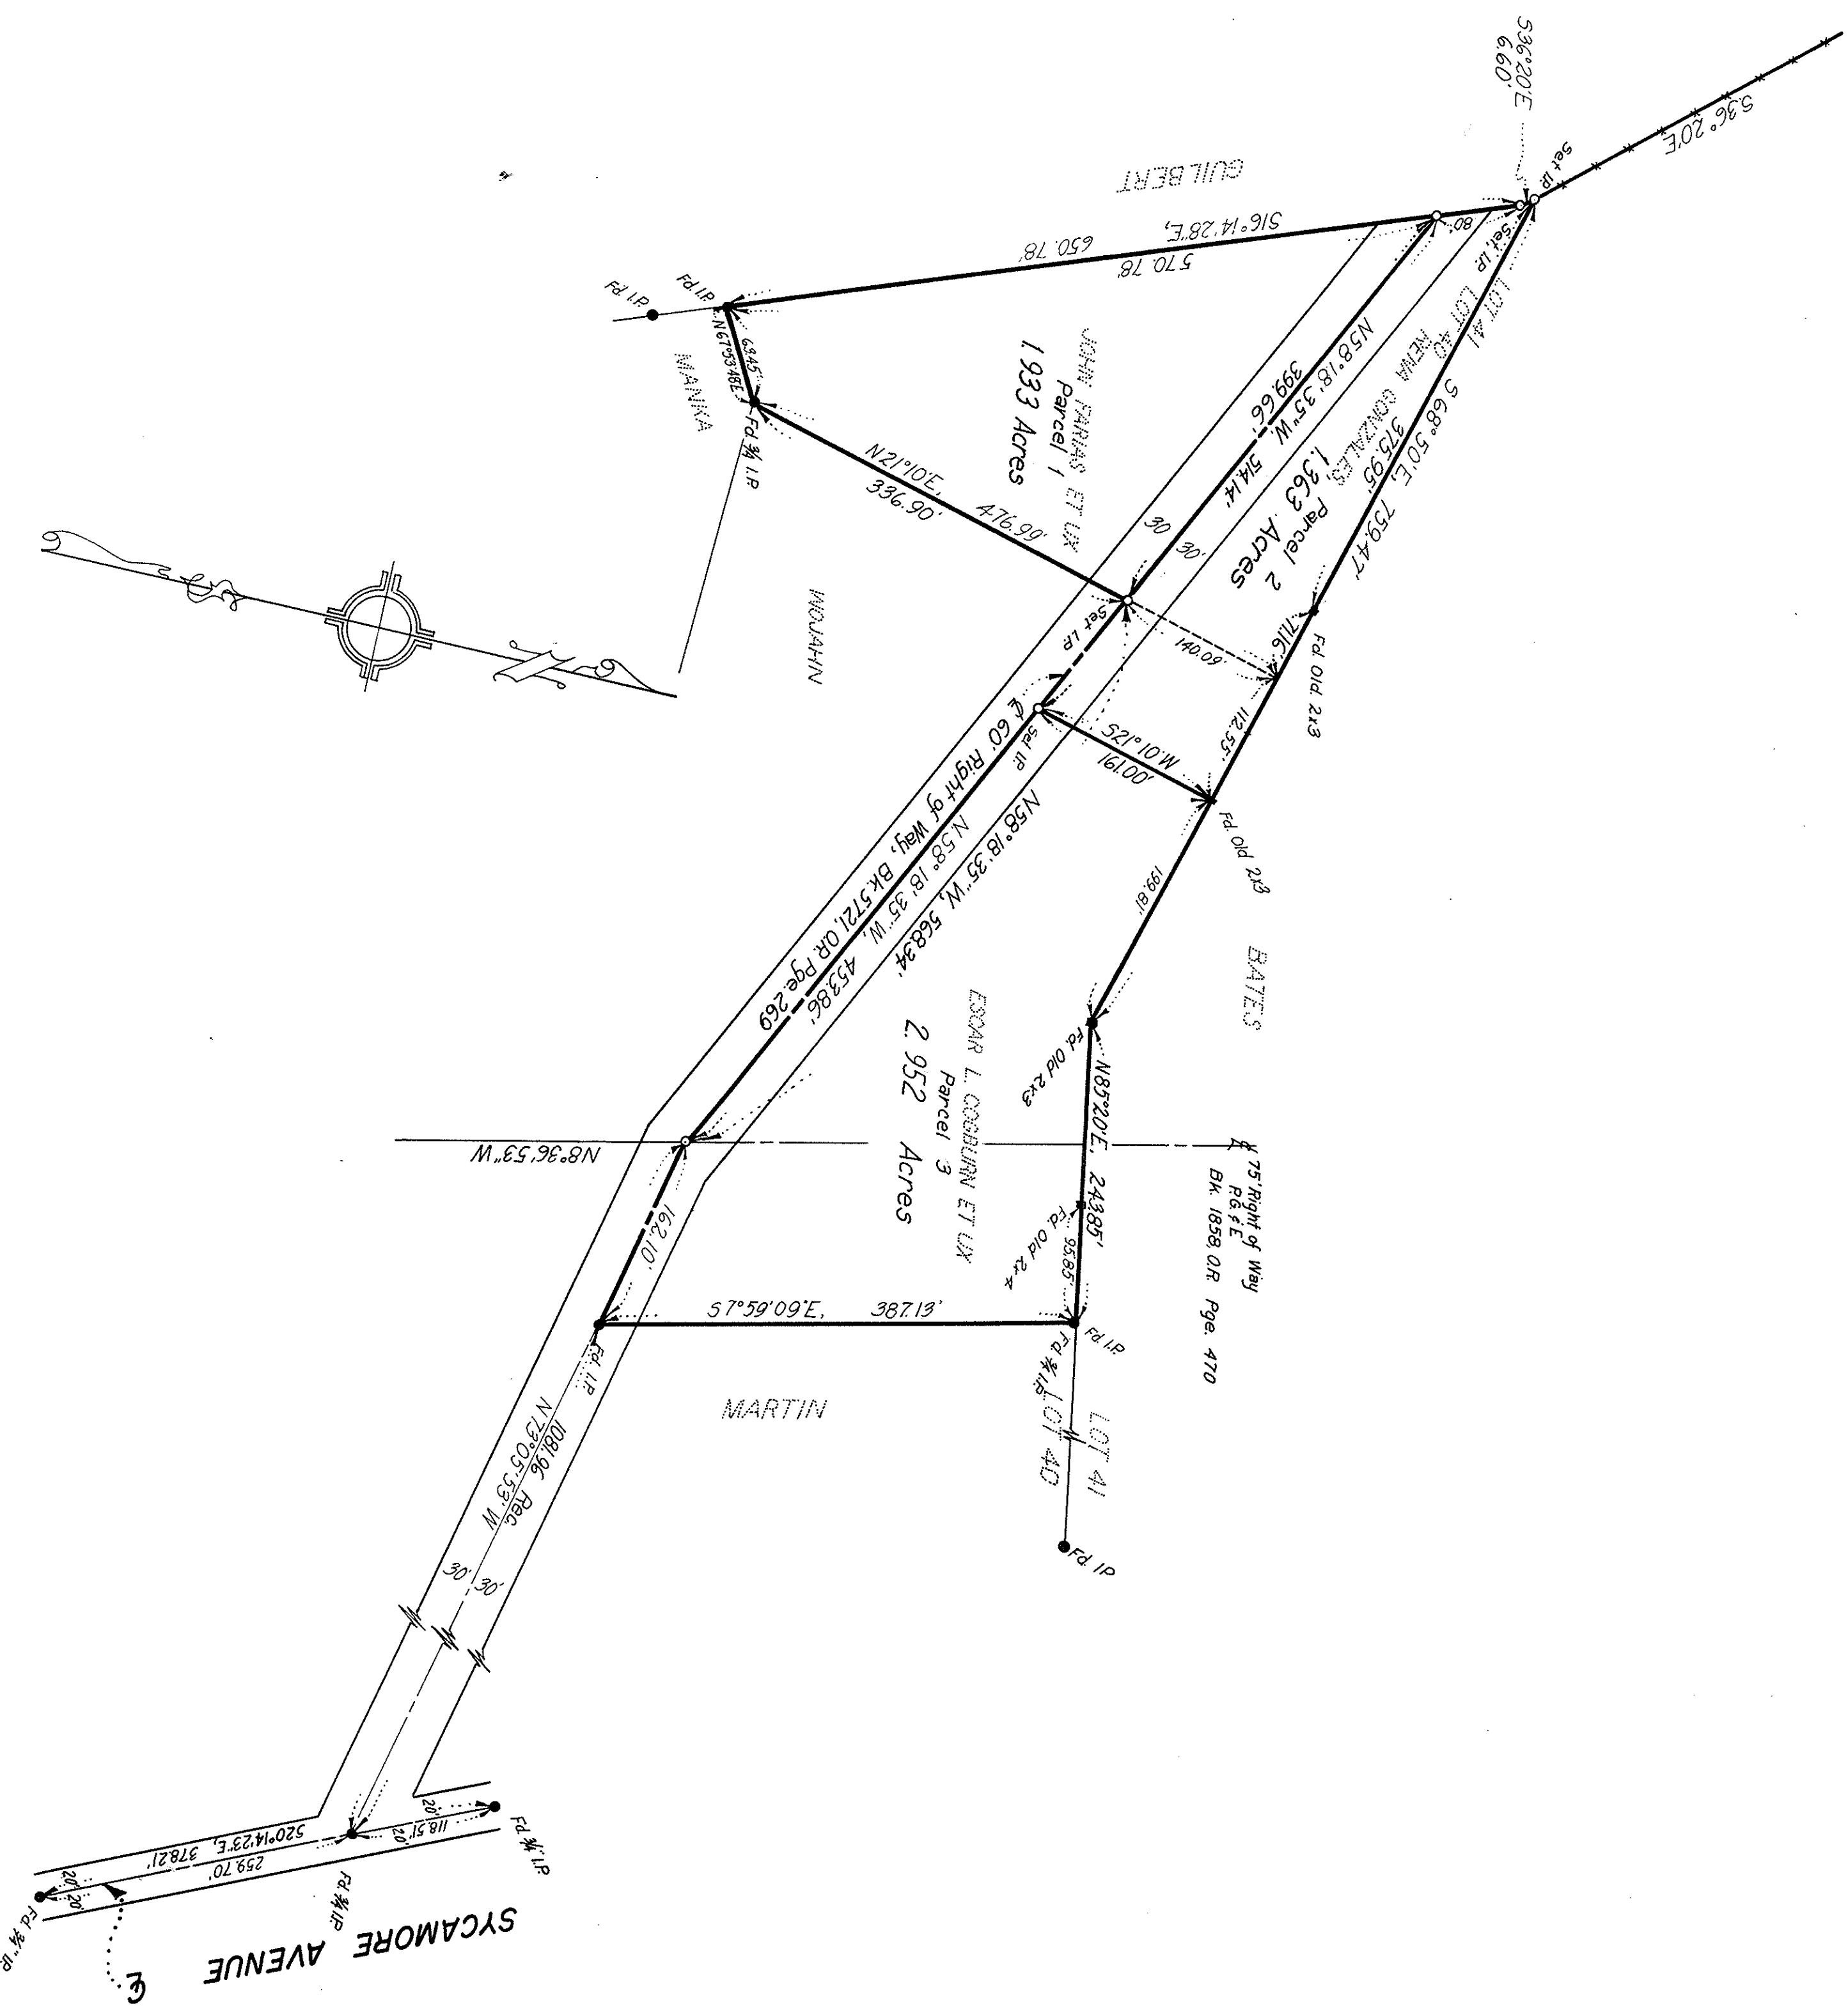 S36°20'E
6.60'
S.36°20'E
Set I.P.
GUILBERT
S16°14'28"E,
650.78'
570.78'
80'
Set, I.P.
LOT 41
LOT 40
RENA GONZALES,
S 68°50'E, 759.47'
375.95'
Parcel 2
1.363 Acres
N58°18'35"W, 514.14'
399.66'
Fd. I.P.
Fd. I.P.
N67°53'48"E
63.45'
MANKA
Fd. 3/4 I.P.
JOHN FARIAS ET UX
Parcel 1
1.933 Acres
N21°10'E,
336.90'
476.99'
30
30'
WOJAHN
Set I.P.
140.09'
71.16'
Fd. Old. 2x3
112.55'
S21°01'W
161.00'
Set I.P.
Fd. Old 2x3
199.81'
BATES
℄ 60' Right of Way, Bk.5721, O.R. Pge. 269
N.58°18'35"W,
453.86'
N58°18'35"W, 568.34'
ESCAR L. COGBURN ET UX
Parcel 3
2.952 Acres
Fd. Old 2x3
N85°20'E, 243.85'
N8°36'53"W
℄ 75' Right of Way
P.G.&E
Bk. 1858 O.R. Pge. 470
Fd. Old 2x4
95.85'
162.10'
S7°59'09"E, 387.13'
Fd. I.P.
Fd. 3/4 I.P.
Fd. I.P.
MARTIN
LOT 41
LOT 40
Fd. I.P.
1081.96 Rec.
N73°05'53"W
30' 30'
20'
118.51'
20'
Fd. 3/4" I.P.
S20°14'23"E, 378.21'
259.70'
20' 20'
Fd. 3/4 I.P.
Fd. 3/4" I.P.
SYCAMORE AVENUE
℄